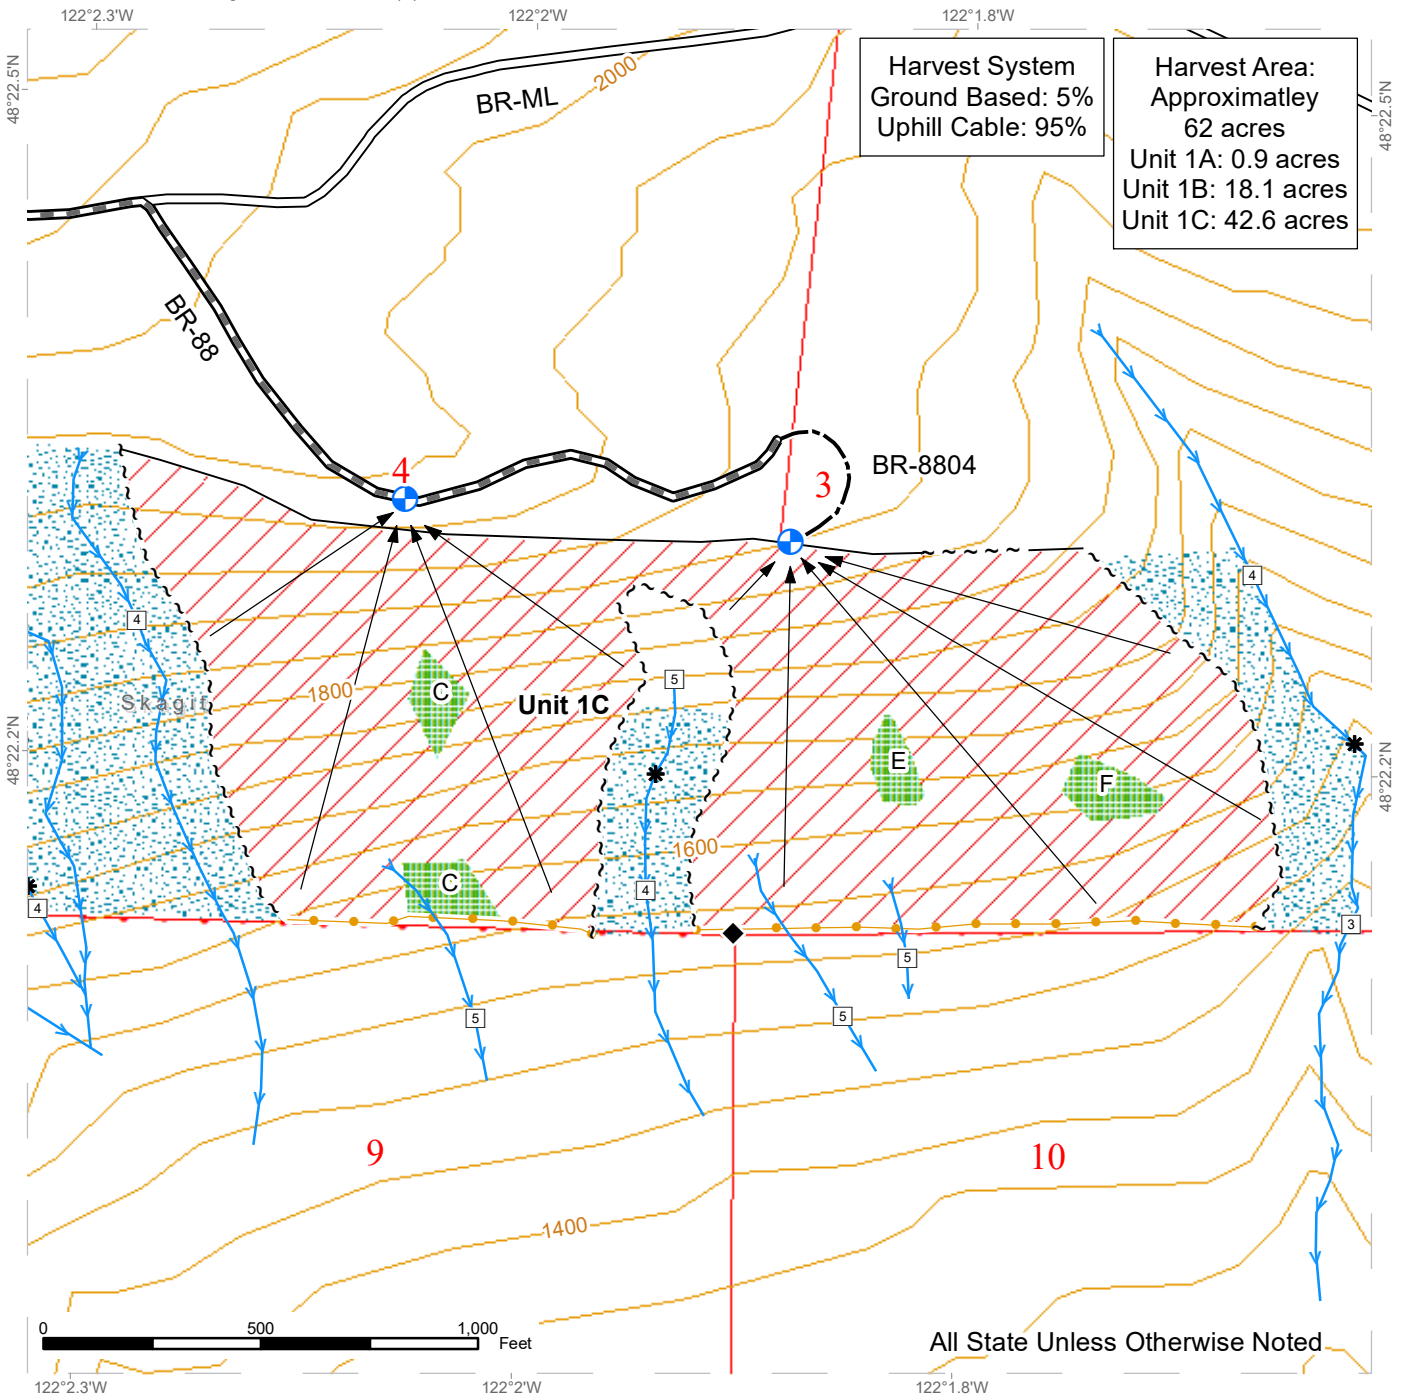 122°2.3'W
122°2'W
122°1.8'W
48°22.5'N
48°22.5'N
Harvest System
Ground Based: 5%
Uphill Cable: 95%
Harvest Area:
Approximatley
62 acres
Unit 1A: 0.9 acres
Unit 1B: 18.1 acres
Unit 1C: 42.6 acres
2000
BR-ML
BR-88
4
3
BR-8804
4
4
5
C
1800
Unit 1C
Skagit
48°22.2'N
48°22.2'N
E
F
1600
C
4
4
3
5
5
5
9
10
1400
0
500
1,000
Feet
All State Unless Otherwise Noted
122°2.3'W
122°2'W
122°1.8'W